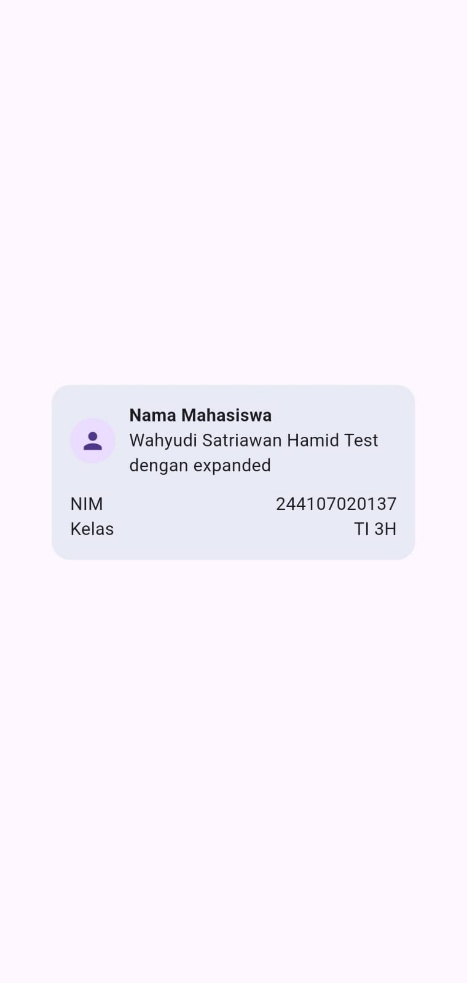 Nama Mahasiswa
Wahyudi Satriawan Hamid Test
dengan expanded
NIM 244107020137
Kelas TI 3H